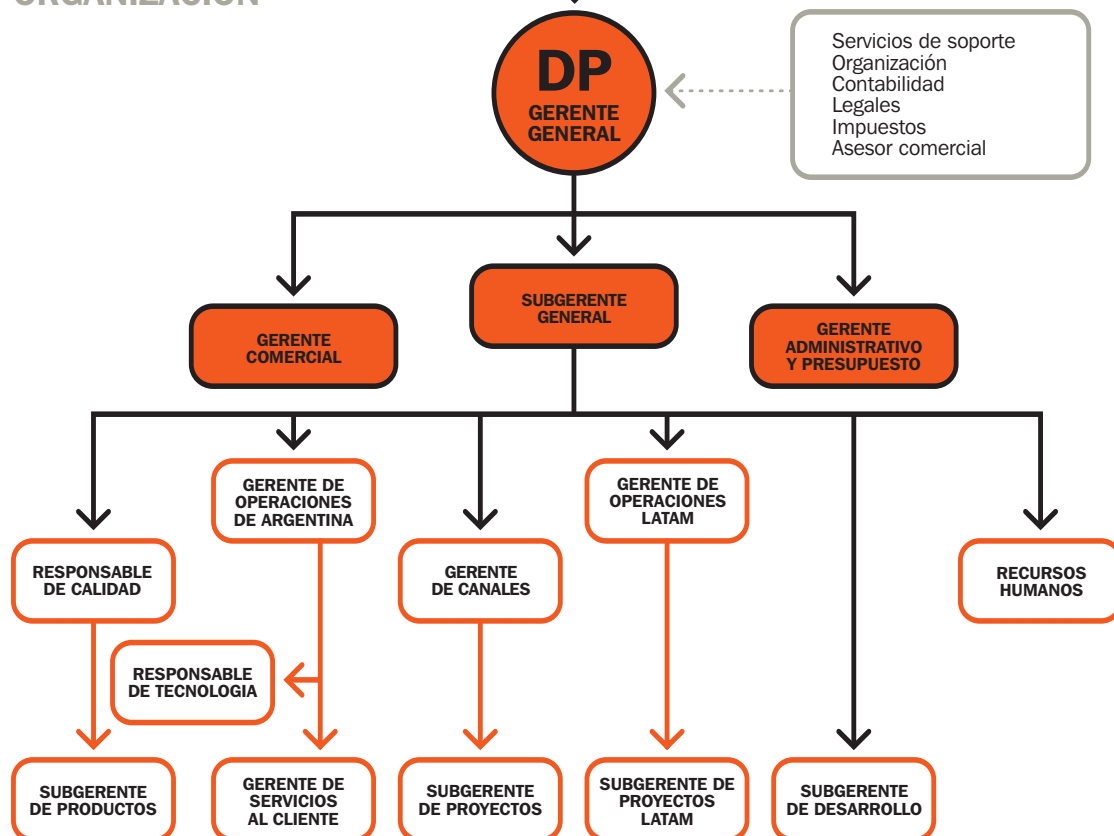 ORGANIZACIÓN
DP
GERENTE
GENERAL
Servicios de soporte
Organización
Contabilidad
Legales
Impuestos
Asesor comercial
GERENTE
COMERCIAL
SUBGERENTE
GENERAL
GERENTE
ADMINISTRATIVO
Y PRESUPUESTO
GERENTE DE
OPERACIONES
DE ARGENTINA
GERENTE DE
OPERACIONES
LATAM
RESPONSABLE
DE CALIDAD
GERENTE
DE CANALES
RECURSOS
HUMANOS
RESPONSABLE
DE TECNOLOGIA
SUBGERENTE
DE PRODUCTOS
GERENTE DE
SERVICIOS
AL CLIENTE
SUBGERENTE
DE PROYECTOS
SUBGERENTE DE
PROYECTOS
LATAM
SUBGERENTE
DE DESARROLLO